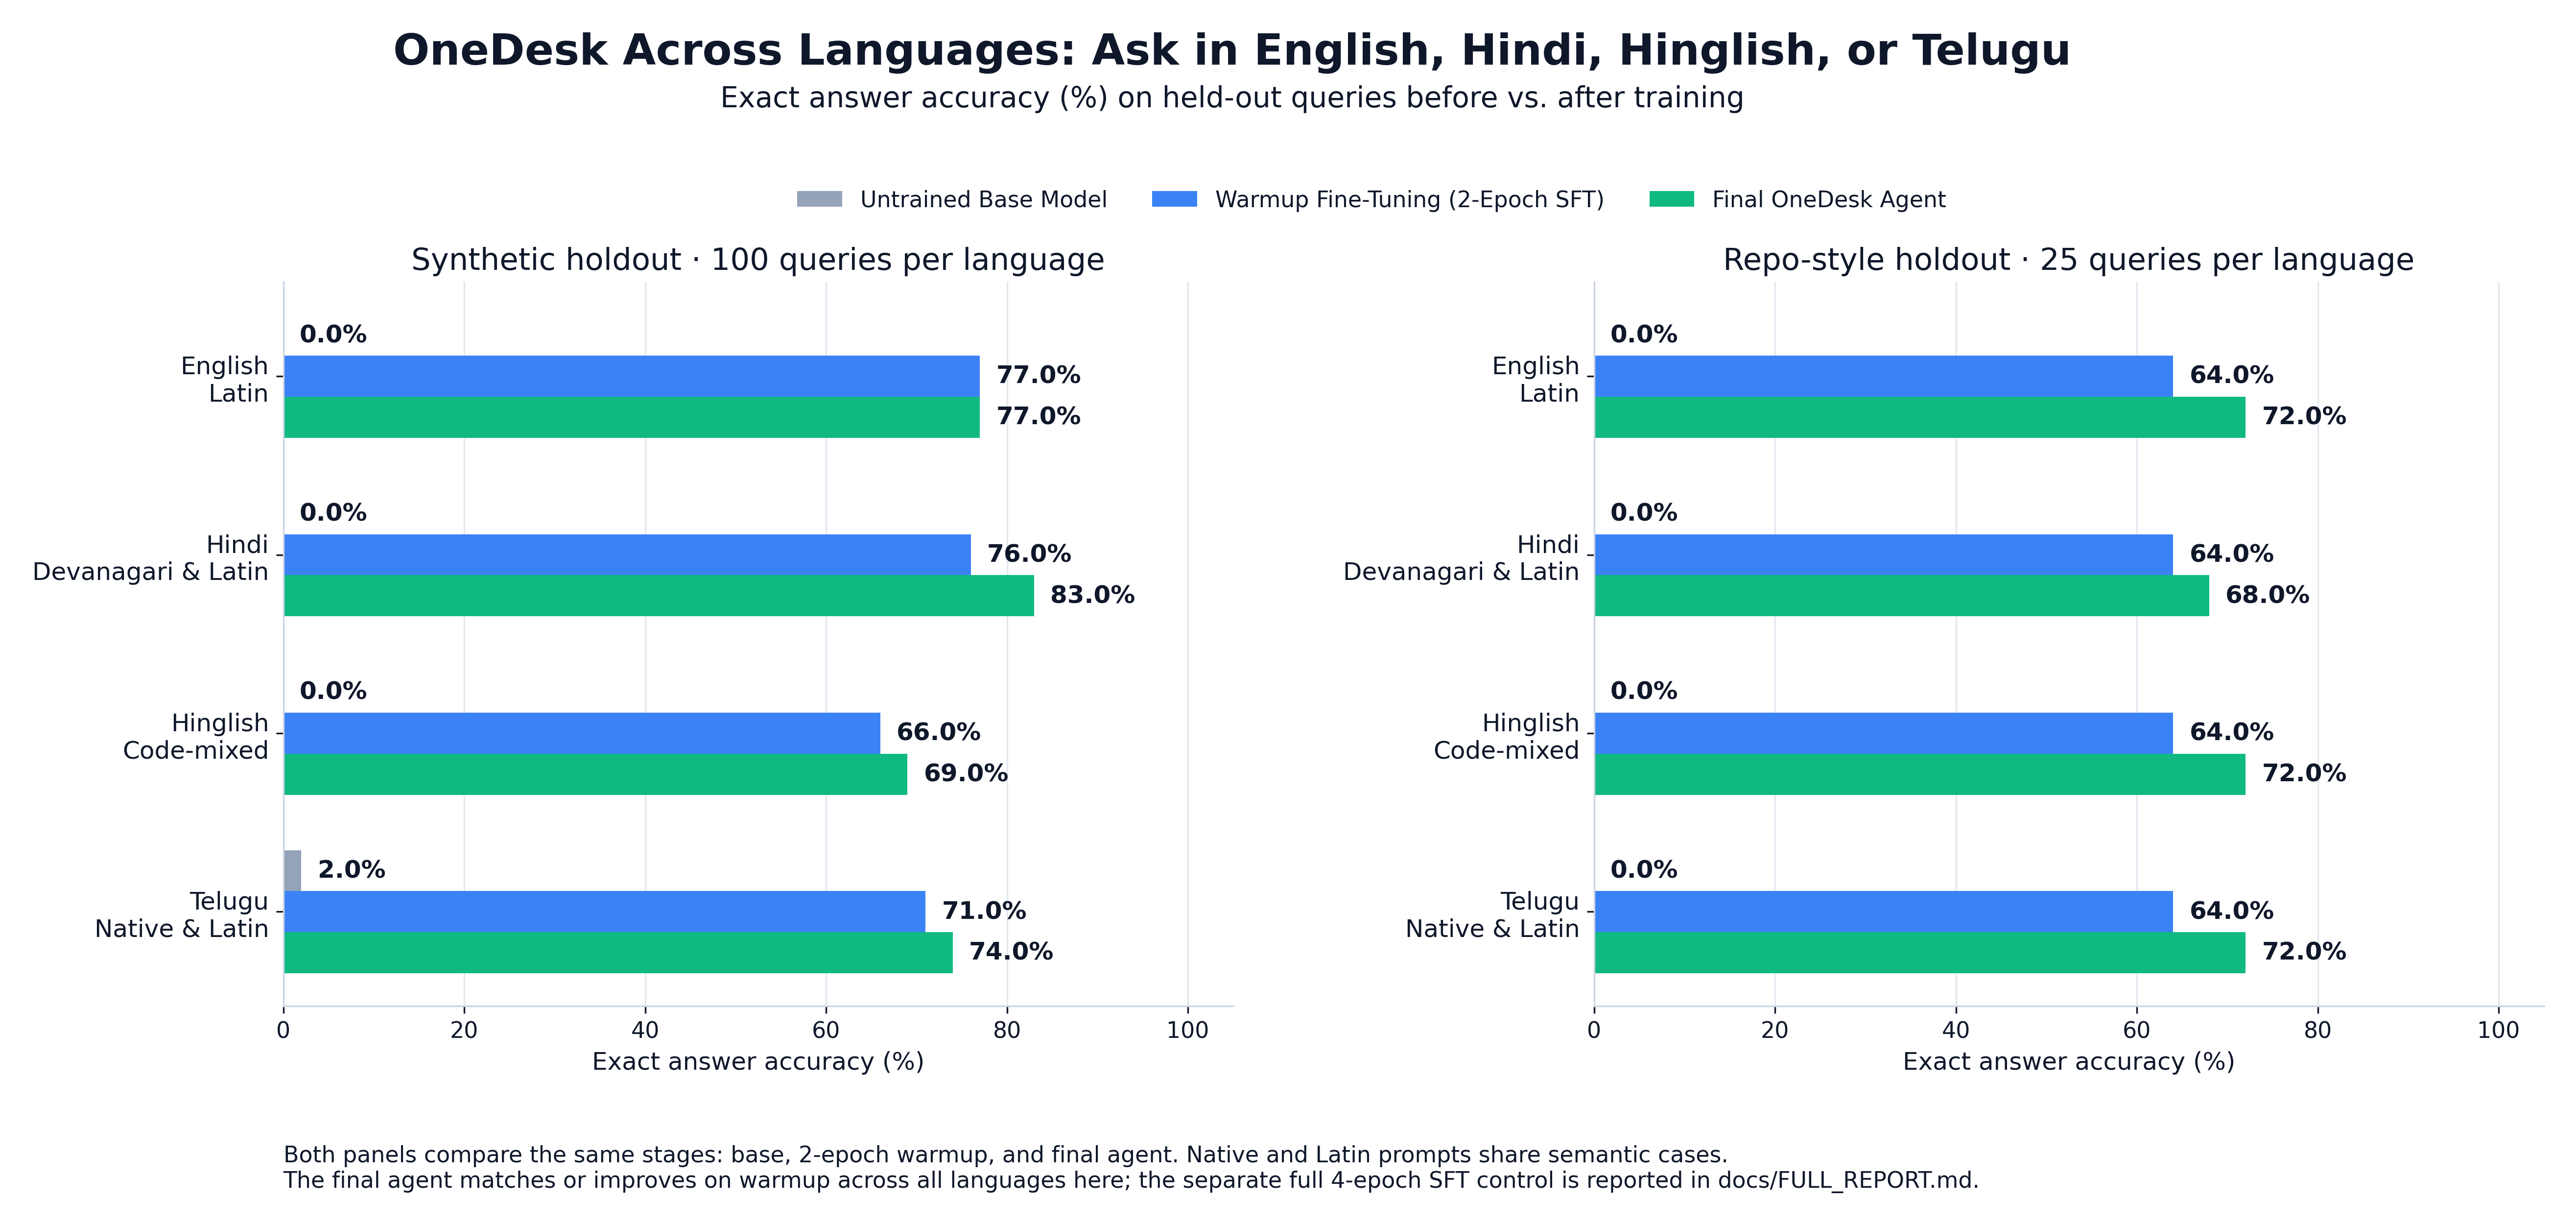 OneDesk Across Languages: Ask in English, Hindi, Hinglish, or Telugu
Exact answer accuracy (%) on held-out queries before vs. after training
Untrained Base Model
Warmup Fine-Tuning (2-Epoch SFT)
Final OneDesk Agent
Synthetic holdout · 100 queries per language
English
Latin
0.0%
77.0%
77.0%
Hindi
Devanagari & Latin
0.0%
76.0%
83.0%
Hinglish
Code-mixed
0.0%
66.0%
69.0%
Telugu
Native & Latin
2.0%
71.0%
74.0%
0 20 40 60 80 100
Exact answer accuracy (%)
Repo-style holdout · 25 queries per language
English
Latin
0.0%
64.0%
72.0%
Hindi
Devanagari & Latin
0.0%
64.0%
68.0%
Hinglish
Code-mixed
0.0%
64.0%
72.0%
Telugu
Native & Latin
0.0%
64.0%
72.0%
0 20 40 60 80 100
Exact answer accuracy (%)
Both panels compare the same stages: base, 2-epoch warmup, and final agent. Native and Latin prompts share semantic cases.
The final agent matches or improves on warmup across all languages here; the separate full 4-epoch SFT control is reported in docs/FULL_REPORT.md.